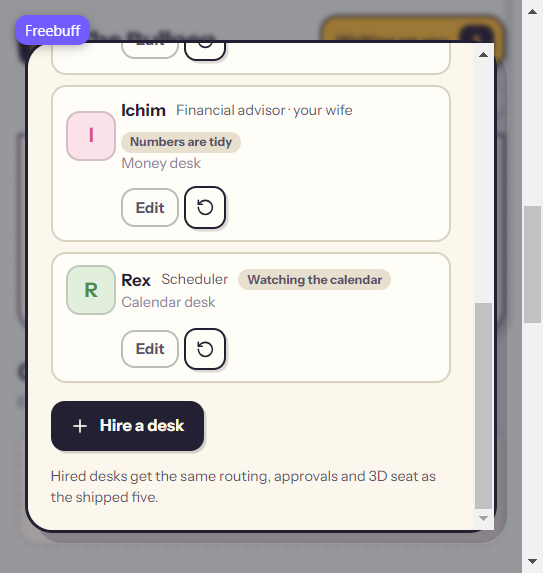 Freebuff
Edit
Ichim Financial advisor · your wife
Numbers are tidy
I
Money desk
Edit
Rex Scheduler Watching the calendar
R
Calendar desk
Edit
+ Hire a desk
Hired desks get the same routing, approvals and 3D seat as
the shipped five.